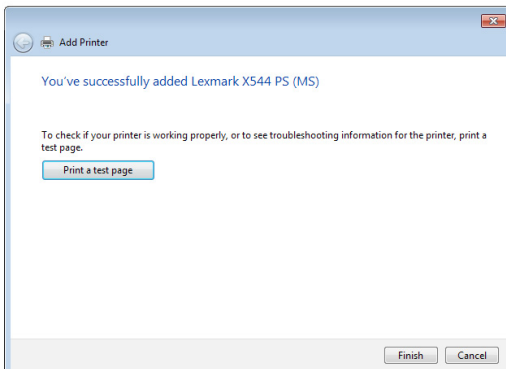 Add Printer
You've successfully added Lexmark X544 PS (MS)
To check if your printer is working properly, or to see troubleshooting information for the printer, print a
test page.
Print a test page
Finish Cancel